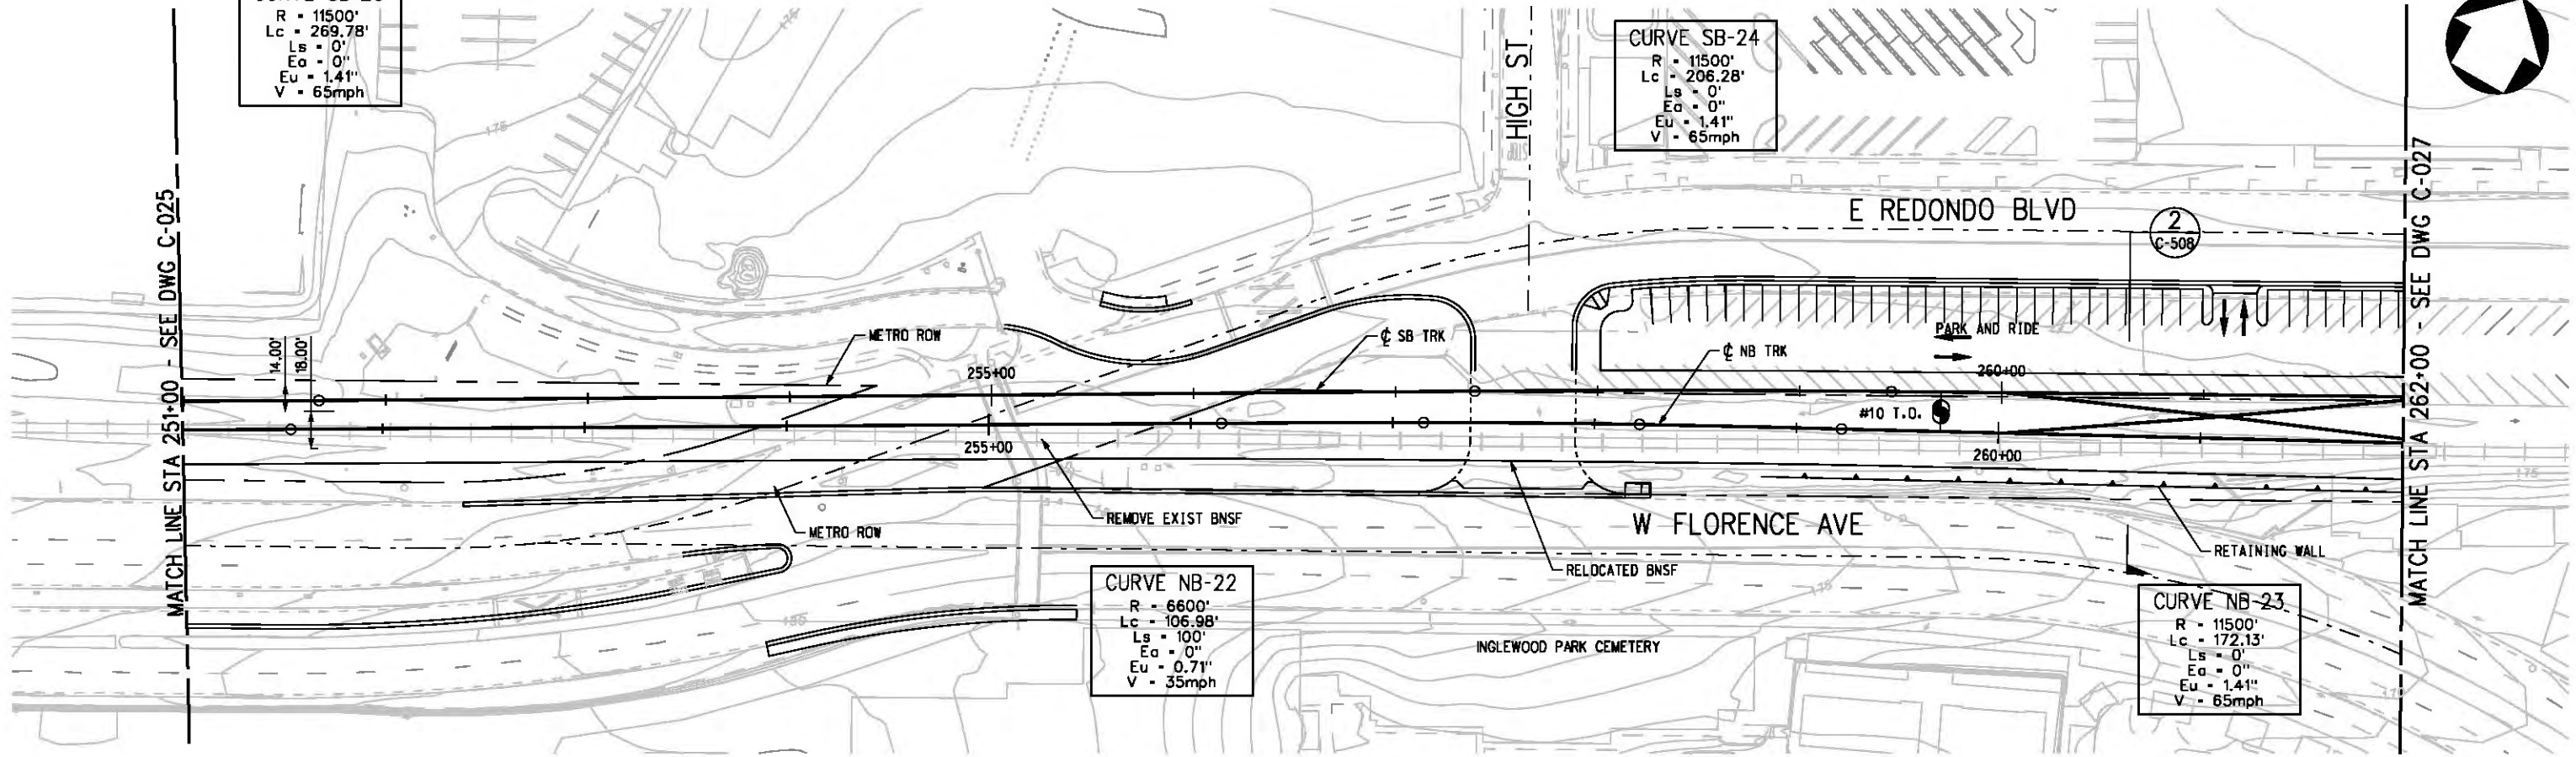 R = 11500'
Lc = 269.78'
Ls = 0'
Ea = 0"
Eu = 1.41"
V = 65mph
CURVE SB-24
R = 11500'
Lc = 206.28'
Ls = 0'
Ea = 0"
Eu = 1.41"
V = 65mph
HIGH ST
STOP
175
175
MATCH LINE STA 251+00 - SEE DWG C-025
MATCH LINE STA 262+00 - SEE DWG C-027
E REDONDO BLVD
2
C-508
14.00'
18.00'
METRO ROW
℄ SB TRK
℄ NB TRK
PARK AND RIDE
255+00
260+00
#10 T.O.
255+00
260+00
175
METRO ROW
REMOVE EXIST BNSF
W FLORENCE AVE
RELOCATED BNSF
RETAINING WALL
CURVE NB-22
R = 6600'
Lc = 106.98'
Ls = 100'
Ea = 0"
Eu = 0.71"
V = 35mph
INGLEWOOD PARK CEMETERY
CURVE NB-23
R = 11500'
Lc = 172.13'
Ls = 0'
Ea = 0"
Eu = 1.41"
V = 65mph